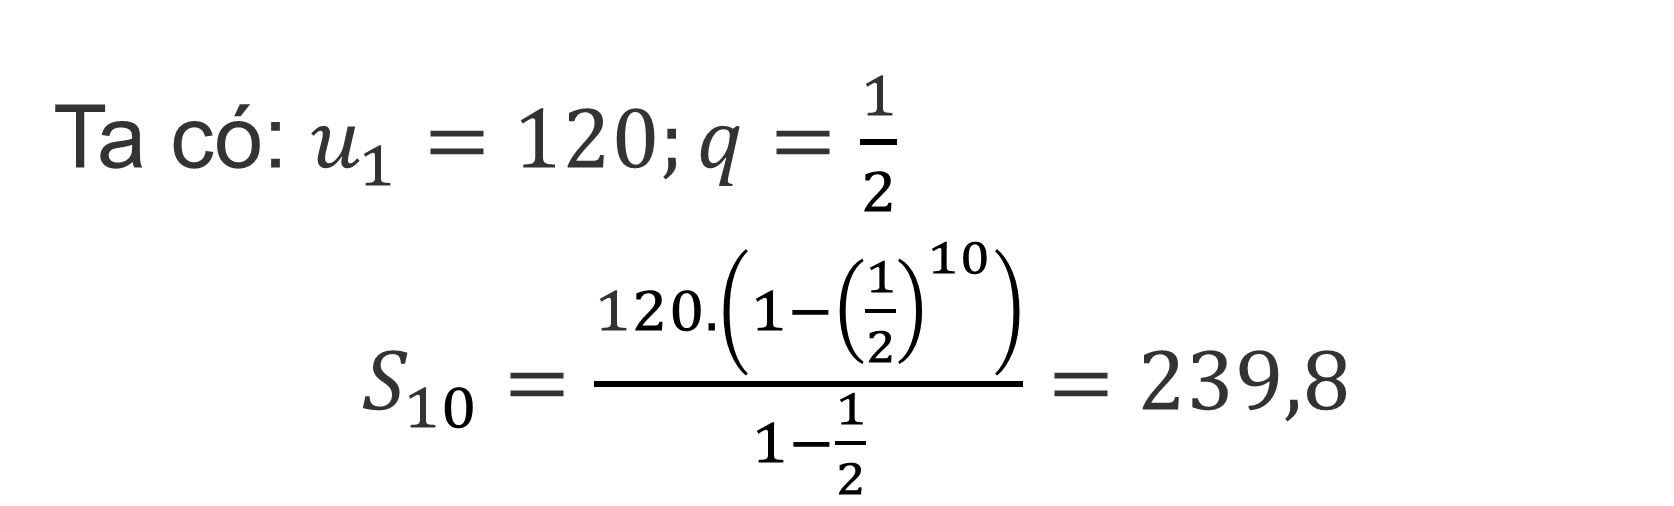 Ta có: u₁ = 120; q = 1/2
S₁₀ = 120.(1−(1/2)¹⁰)/(1−1/2) = 239,8